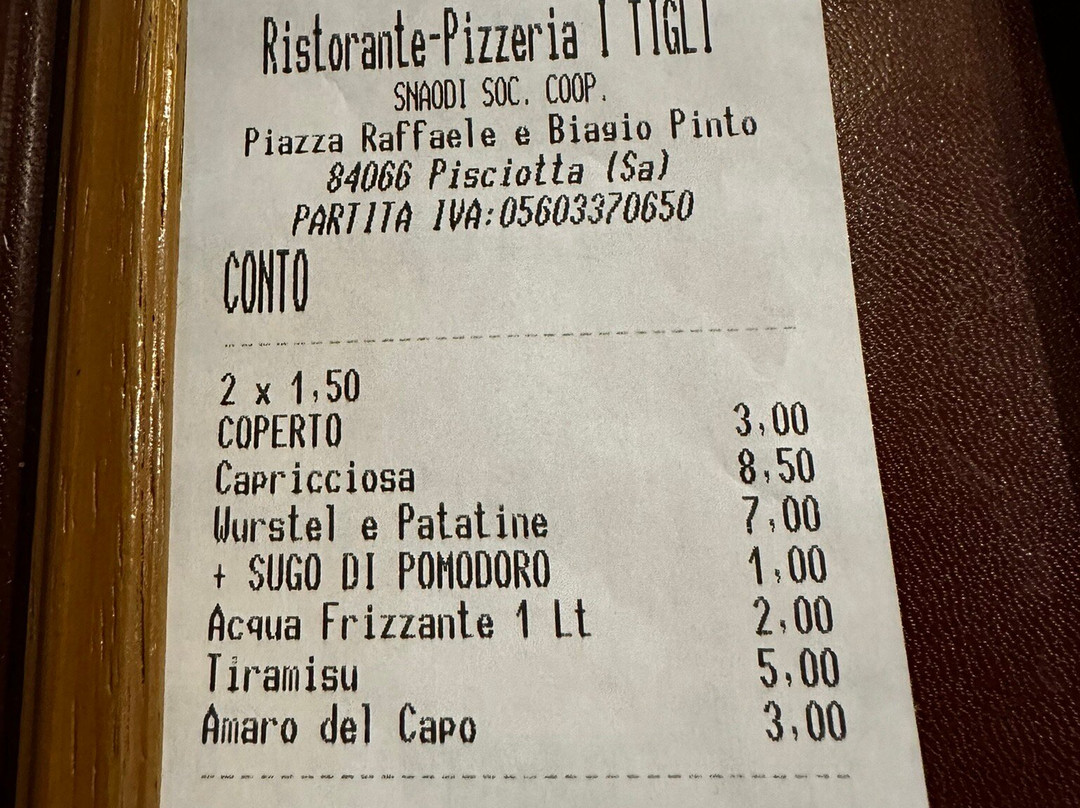 Ristorante-Pizzeria I TIGLI
SNAODI SOC. COOP.
Piazza Raffaele e Biagio Pinto
84066 Pisciotta (Sa)
PARTITA IVA:05603370650
CONTO
2 x 1,50
COPERTO 3,00
Capricciosa 8,50
Wurstel e Patatine 7,00
+ SUGO DI POMODORO 1,00
Acqua Frizzante 1 Lt 2,00
Tiramisu 5,00
Amaro del Capo 3,00